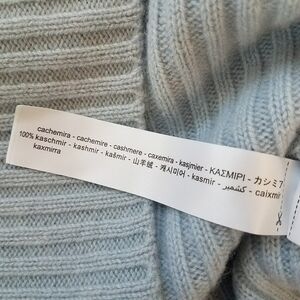 cachemira - cachemire - cashmere - caxemira - kasjmier - ΚΑΣΜΙΡΙ - カシミア
100% kaschmir - kashmir - kašmir - 山羊绒 - 캐시미어 - kasmir - كشمير - caixmir
kaxmirra